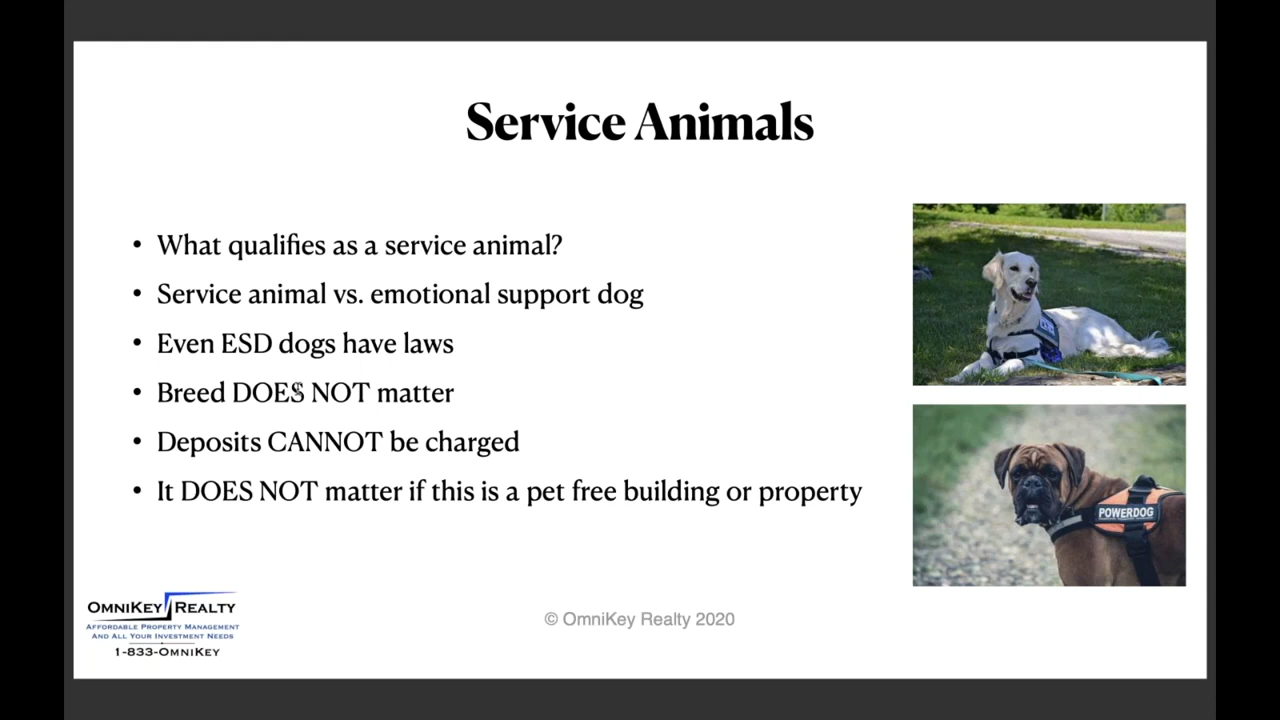 Service Animals
• What qualifies as a service animal?
• Service animal vs. emotional support dog
• Even ESD dogs have laws
• Breed DOES NOT matter
• Deposits CANNOT be charged
• It DOES NOT matter if this is a pet free building or property
POWERDOG
OMNIKEY REALTY
AFFORDABLE PROPERTY MANAGEMENT
AND ALL YOUR INVESTMENT NEEDS
1-833-OMNIKEY
© OmniKey Realty 2020